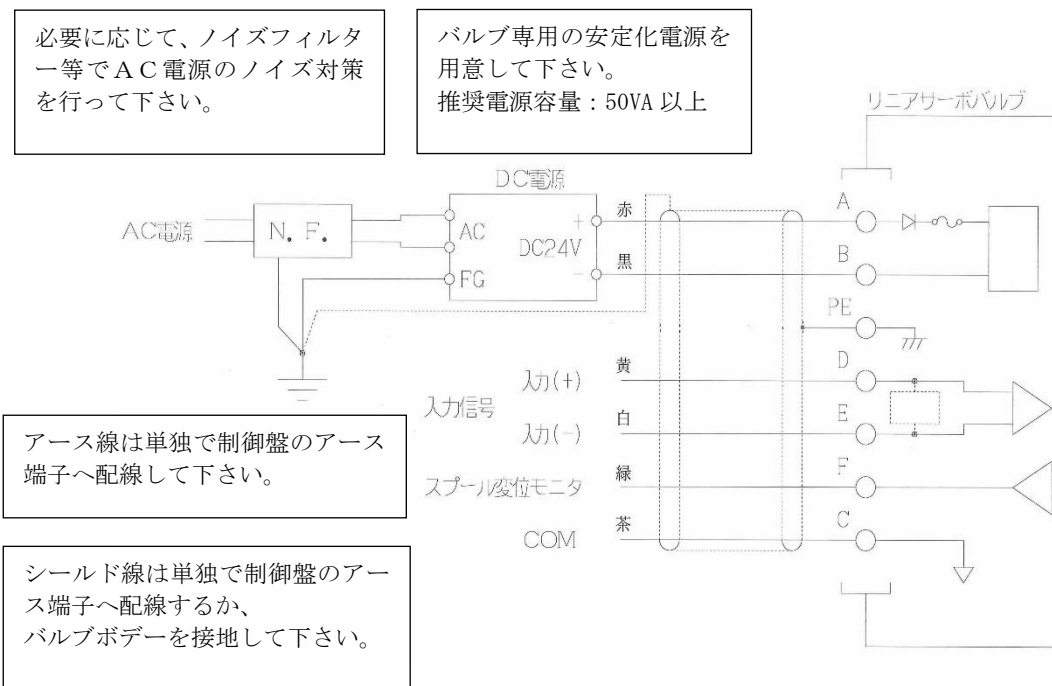 必要に応じて、ノイズフィルタ
ー等でＡＣ電源のノイズ対策
を行って下さい。
バルブ専用の安定化電源を
用意して下さい。
推奨電源容量：50VA 以上
リニアサーボバルブ
DC電源
AC電源
N. F.
AC
FG
+
DC24V
-
赤
黒
A
B
PE
黄
入力(+)
D
入力信号
白
入力(-)
E
アース線は単独で制御盤のアース
端子へ配線して下さい。
スプール変位モニタ
緑
F
COM
茶
C
シールド線は単独で制御盤のアー
ス端子へ配線するか、
バルブボデーを接地して下さい。